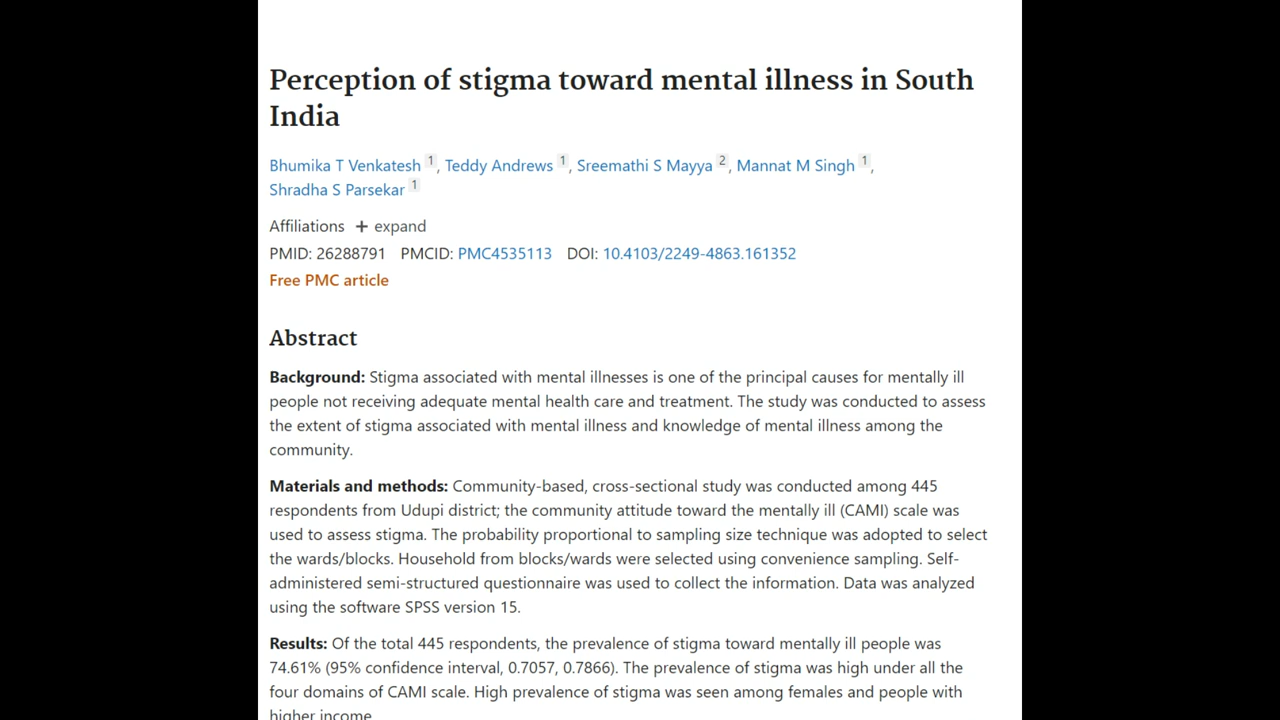 Perception of stigma toward mental illness in South
India
Bhumika T Venkatesh 1, Teddy Andrews 1, Sreemathi S Mayya 2, Mannat M Singh 1,
Shradha S Parsekar 1
Affiliations + expand
PMID: 26288791 PMCID: PMC4535113 DOI: 10.4103/2249-4863.161352
Free PMC article
Abstract
Background: Stigma associated with mental illnesses is one of the principal causes for mentally ill
people not receiving adequate mental health care and treatment. The study was conducted to assess
the extent of stigma associated with mental illness and knowledge of mental illness among the
community.
Materials and methods: Community-based, cross-sectional study was conducted among 445
respondents from Udupi district; the community attitude toward the mentally ill (CAMI) scale was
used to assess stigma. The probability proportional to sampling size technique was adopted to select
the wards/blocks. Household from blocks/wards were selected using convenience sampling. Self-
administered semi-structured questionnaire was used to collect the information. Data was analyzed
using the software SPSS version 15.
Results: Of the total 445 respondents, the prevalence of stigma toward mentally ill people was
74.61% (95% confidence interval, 0.7057, 0.7866). The prevalence of stigma was high under all the
four domains of CAMI scale. High prevalence of stigma was seen among females and people with
higher income.